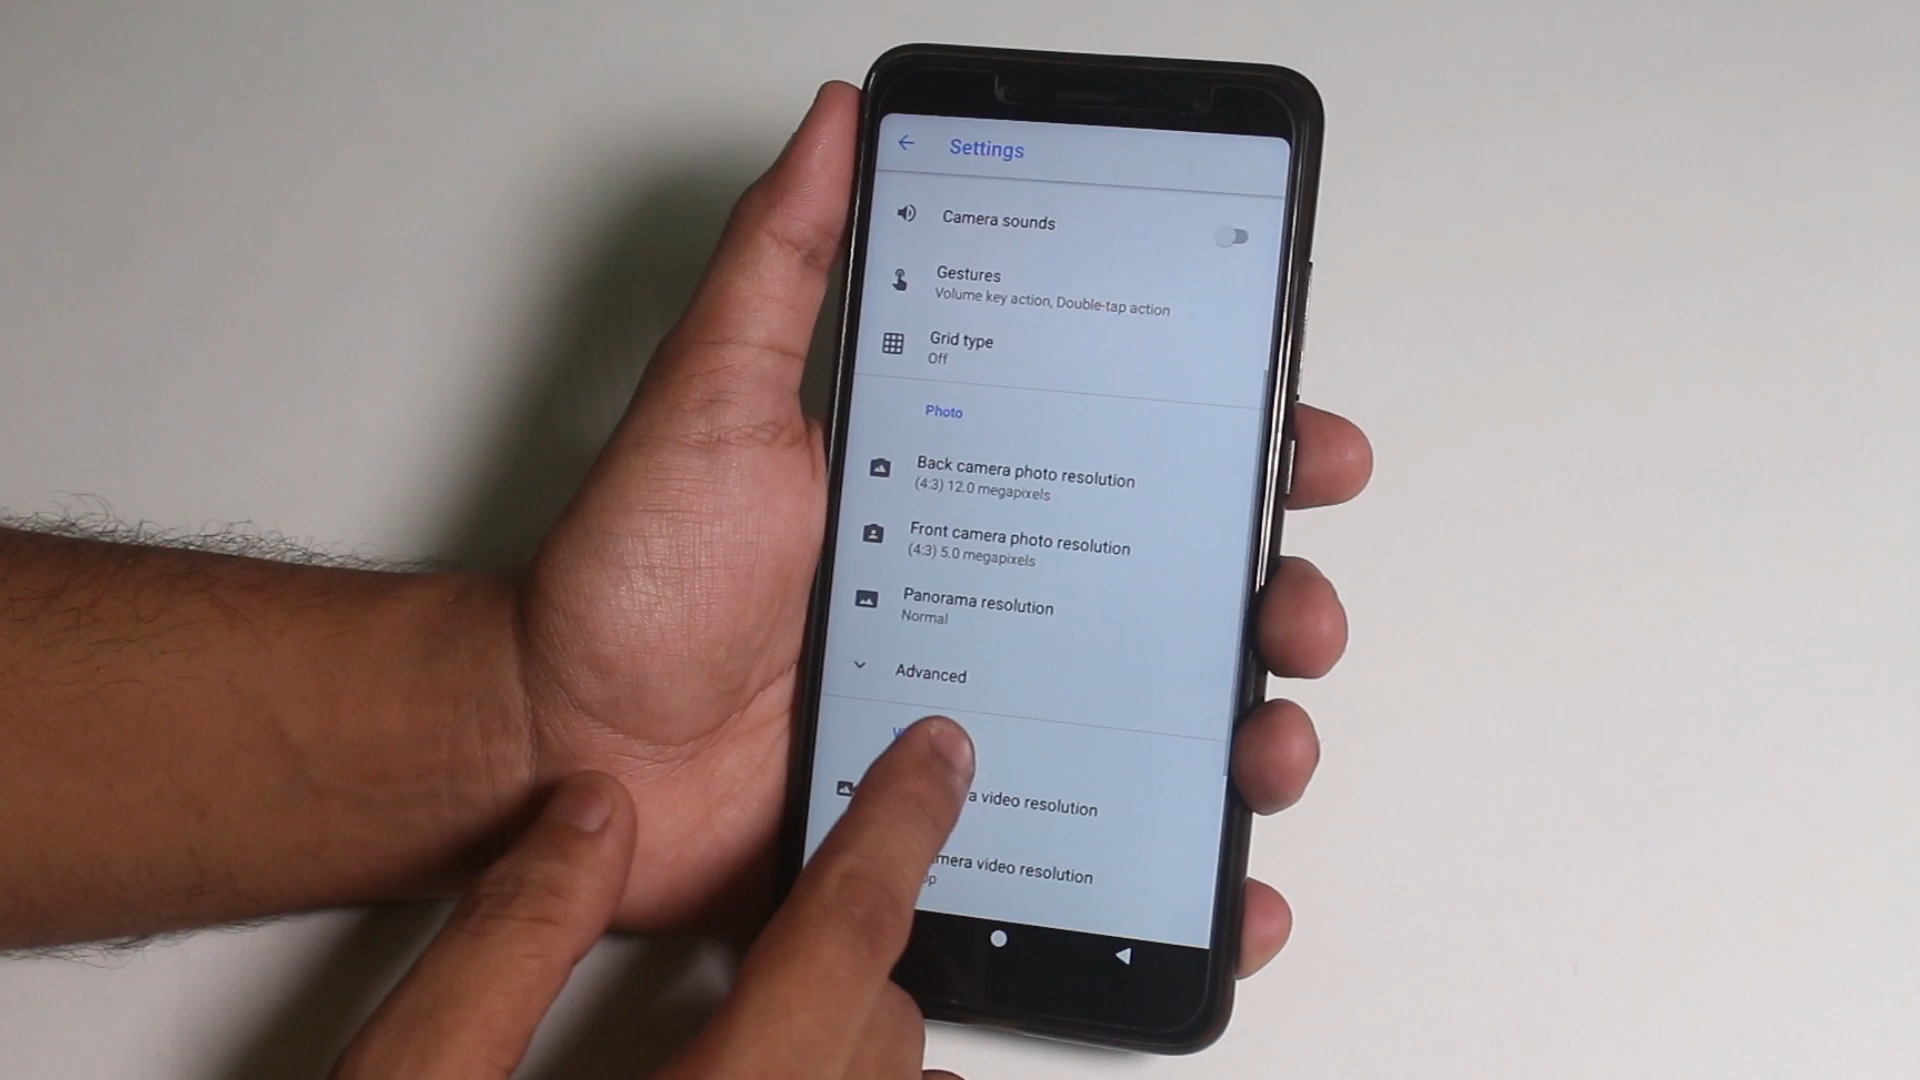 Settings
Camera sounds
Gestures
Volume key action, Double-tap action
Grid type
Off
Photo
Back camera photo resolution
(4:3) 12.0 megapixels
Front camera photo resolution
(4:3) 5.0 megapixels
Panorama resolution
Normal
Advanced
video resolution
video resolution